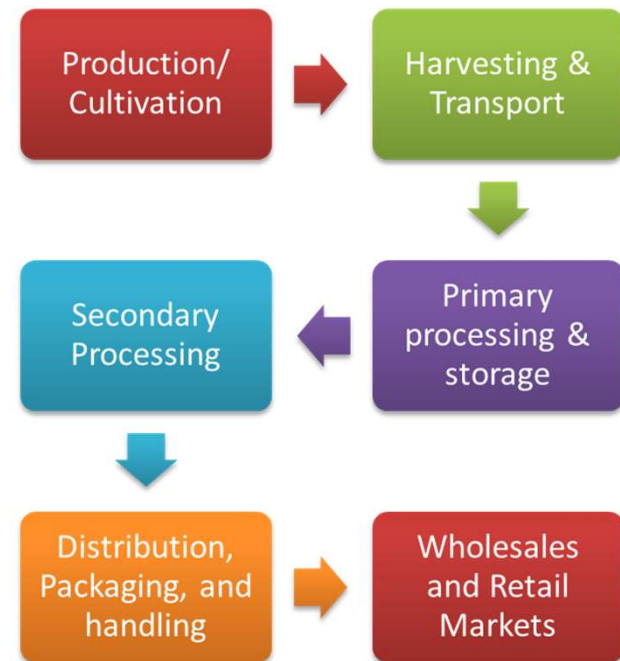 Production/
Cultivation
Harvesting &
Transport
Primary
processing &
storage
Secondary
Processing
Distribution,
Packaging, and
handling
Wholesales
and Retail
Markets